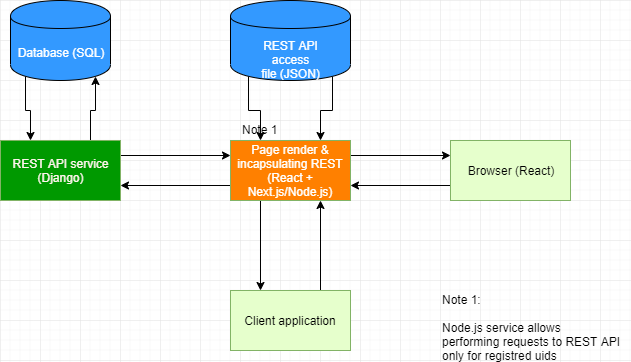 Database (SQL)
REST API
access
file (JSON)
Note 1
REST API service
(Django)
Page render &
incapsulating REST
(React +
Next.js/Node.js)
Browser (React)
Client application
Note 1:
Node.js service allows
performing requests to REST API
only for registred uids